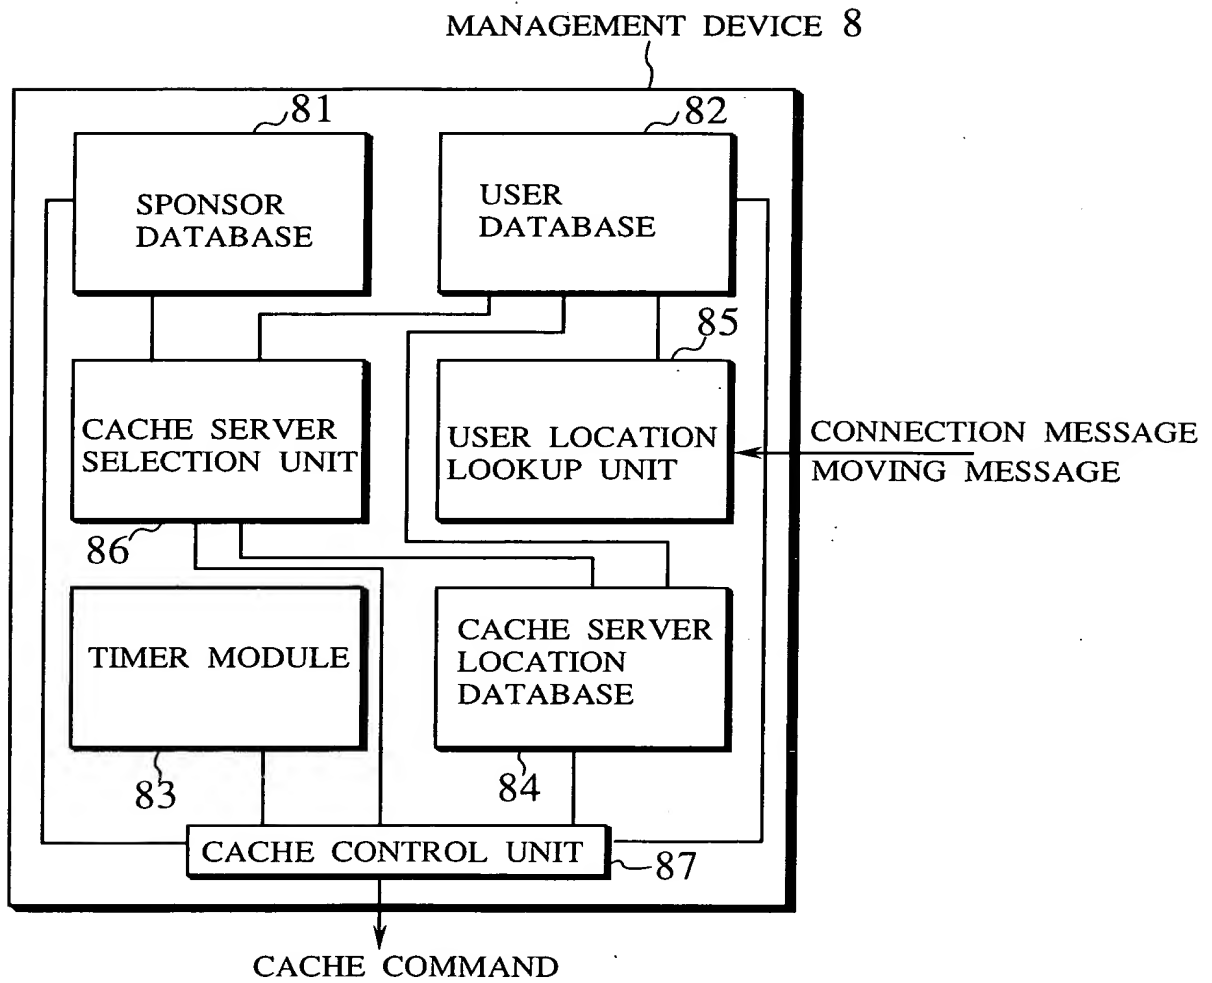 MANAGEMENT DEVICE 8
81
82
SPONSOR
DATABASE
USER
DATABASE
85
CACHE SERVER
SELECTION UNIT
USER LOCATION
LOOKUP UNIT
CONNECTION MESSAGE
MOVING MESSAGE
86
TIMER MODULE
CACHE SERVER
LOCATION
DATABASE
83
84
CACHE CONTROL UNIT
87
CACHE COMMAND